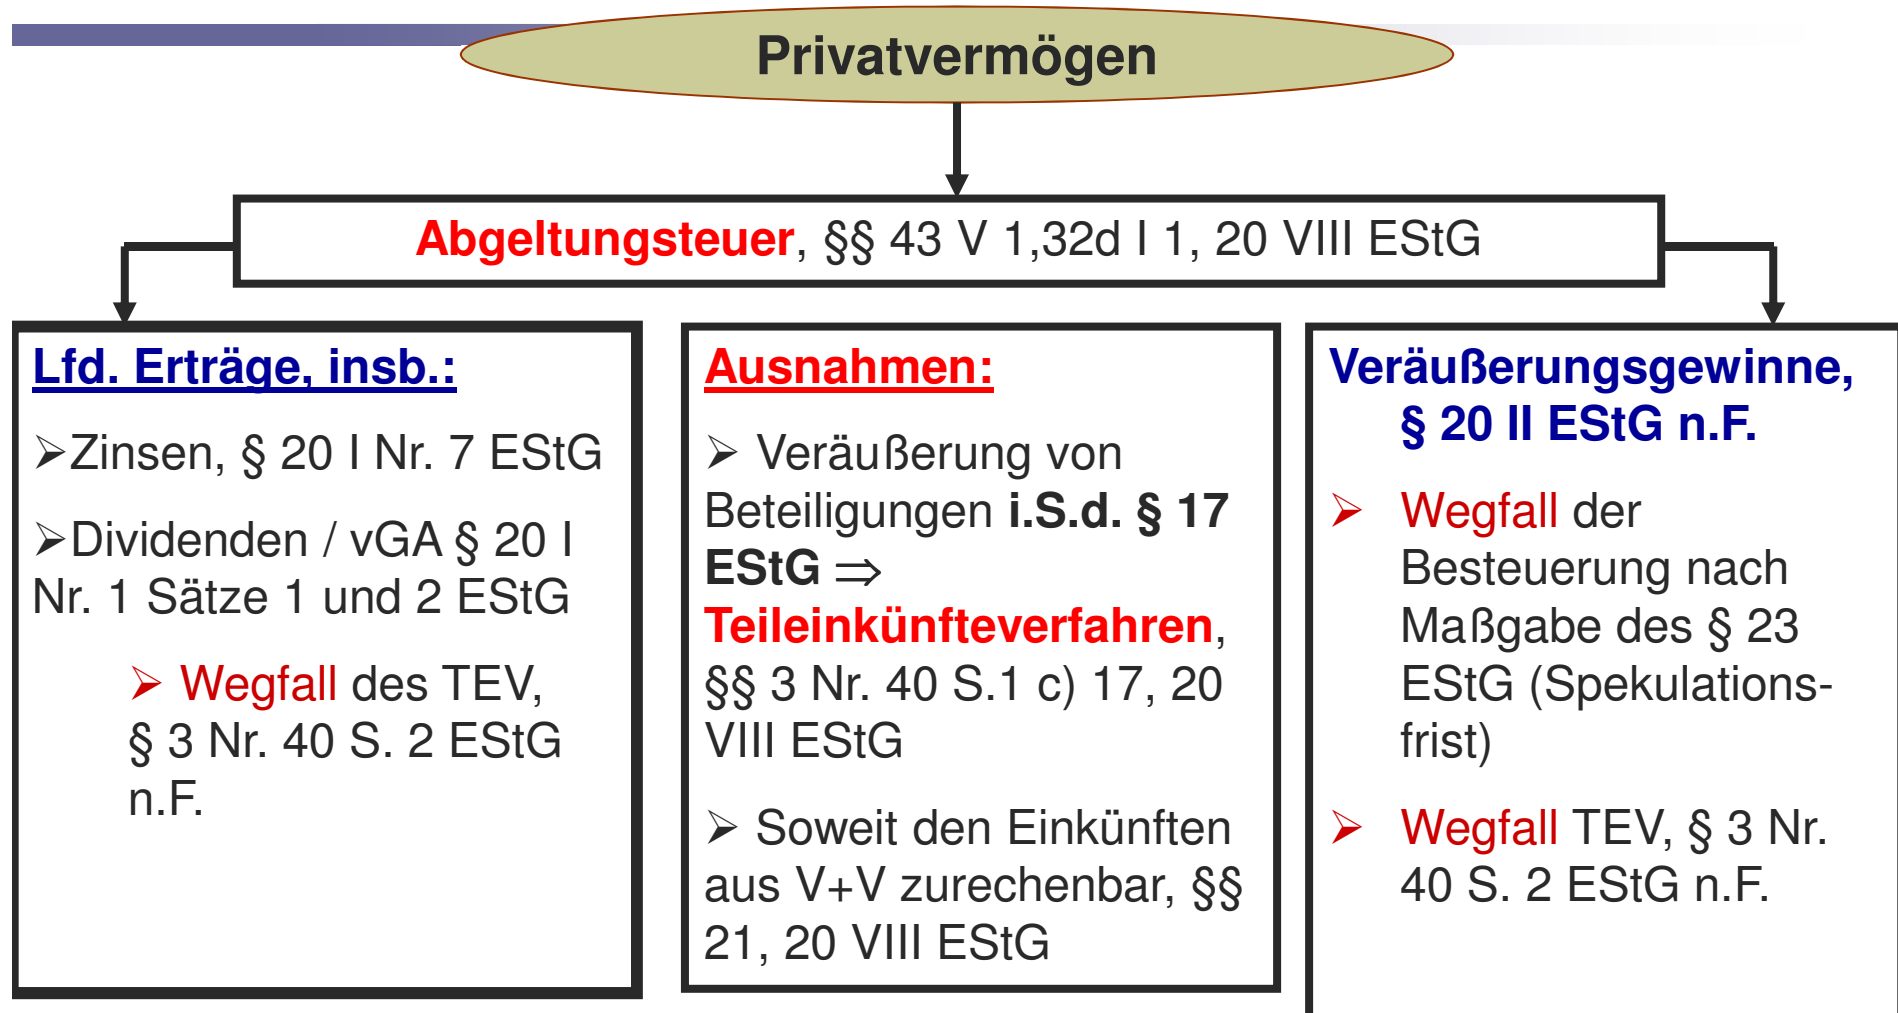 Privatvermögen
Abgeltungsteuer, §§ 43 V 1,32d I 1, 20 VIII EStG
Lfd. Erträge, insb.:
➢Zinsen, § 20 I Nr. 7 EStG
➢Dividenden / vGA § 20 I
Nr. 1 Sätze 1 und 2 EStG
➢ Wegfall des TEV,
§ 3 Nr. 40 S. 2 EStG
n.F.
Ausnahmen:
➢ Veräußerung von
Beteiligungen i.S.d. § 17
EStG ⇒
Teileinkünfteverfahren,
§§ 3 Nr. 40 S.1 c) 17, 20
VIII EStG
➢ Soweit den Einkünften
aus V+V zurechenbar, §§
21, 20 VIII EStG
Veräußerungsgewinne,
§ 20 II EStG n.F.
➢ Wegfall der
Besteuerung nach
Maßgabe des § 23
EStG (Spekulations-
frist)
➢ Wegfall TEV, § 3 Nr.
40 S. 2 EStG n.F.